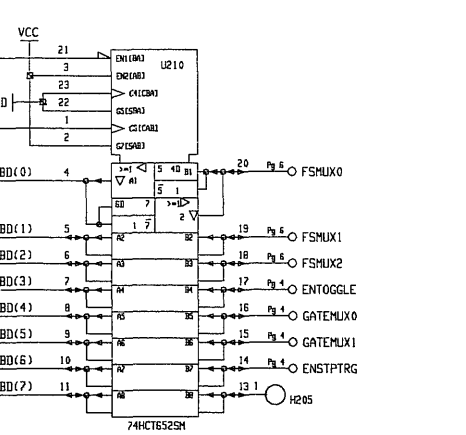 VCC
21 EN1[BA] U210
3 EN2[AB]
23 C4[CBA]
D 22 G5[SBA]
1 C6[CAB]
2 G7[SAB]
BD(0) 4 >=1 A1 5 4D B1 20 Pg 6 FSMUX0
5 1
6D 7 >=1
1 7 2
BD(1) 5 A2 B2 19 Pg 6 FSMUX1
BD(2) 6 A3 B3 18 Pg 6 FSMUX2
BD(3) 7 A4 B4 17 Pg 4 ENTOGGLE
BD(4) 8 A5 B5 16 Pg 4 GATEMUX0
BD(5) 9 A6 B6 15 Pg 4 GATEMUX1
BD(6) 10 A7 B7 14 Pg 4 ENSTPTRG
BD(7) 11 A8 B8 13 1 H205
74HCT652SM